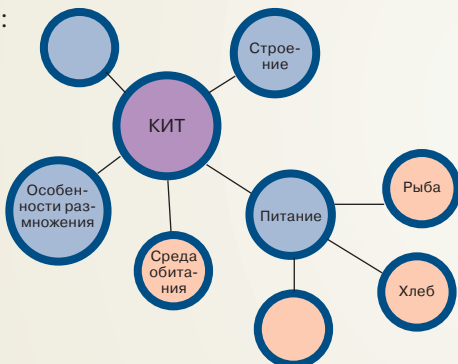 :
Строе-
ние
КИТ
Особен-
ности раз-
множения
Среда
обита-
ния
Питание
Рыба
Хлеб